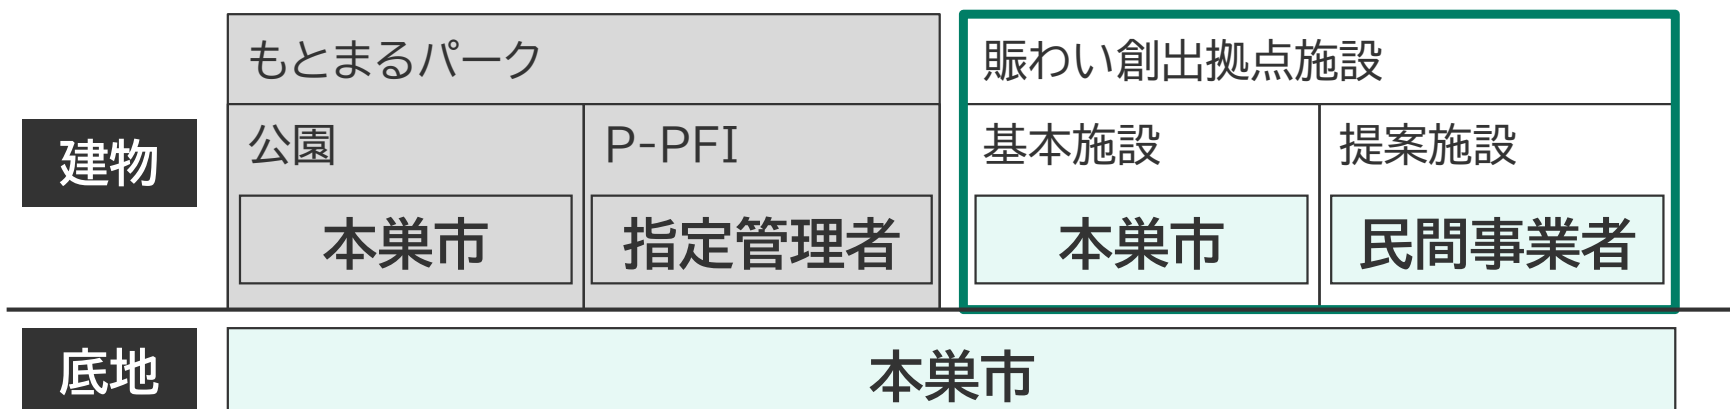 もとまるパーク
賑わい創出拠点施設
建物
公園
P-PFI
基本施設
提案施設
本巣市
指定管理者
本巣市
民間事業者
底地
本巣市